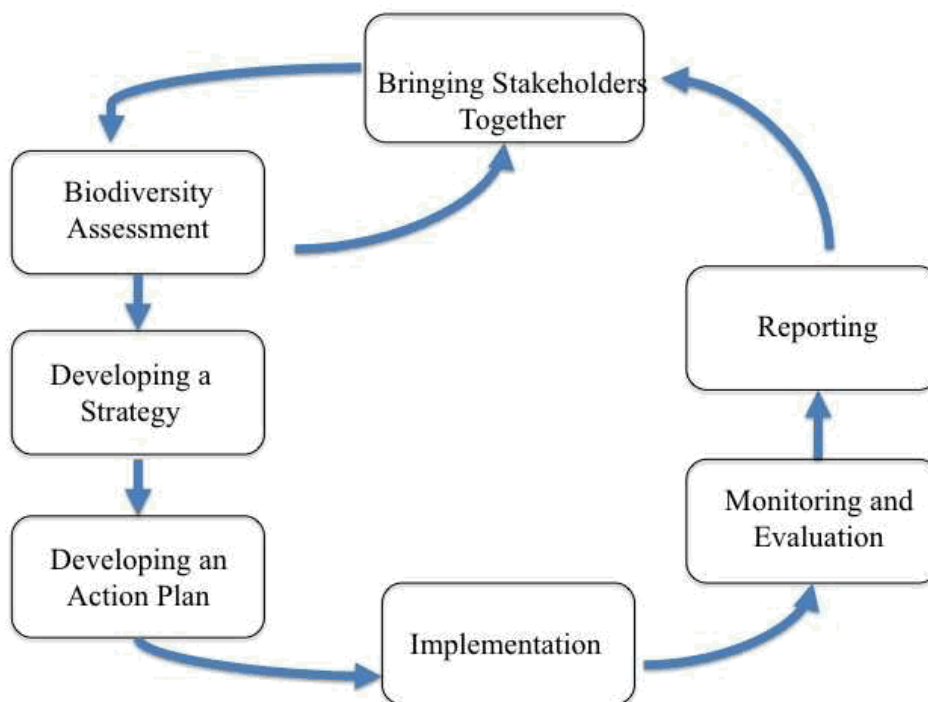 Bringing Stakeholders
Together
Biodiversity
Assessment
Developing a
Strategy
Developing an
Action Plan
Implementation
Monitoring and
Evaluation
Reporting